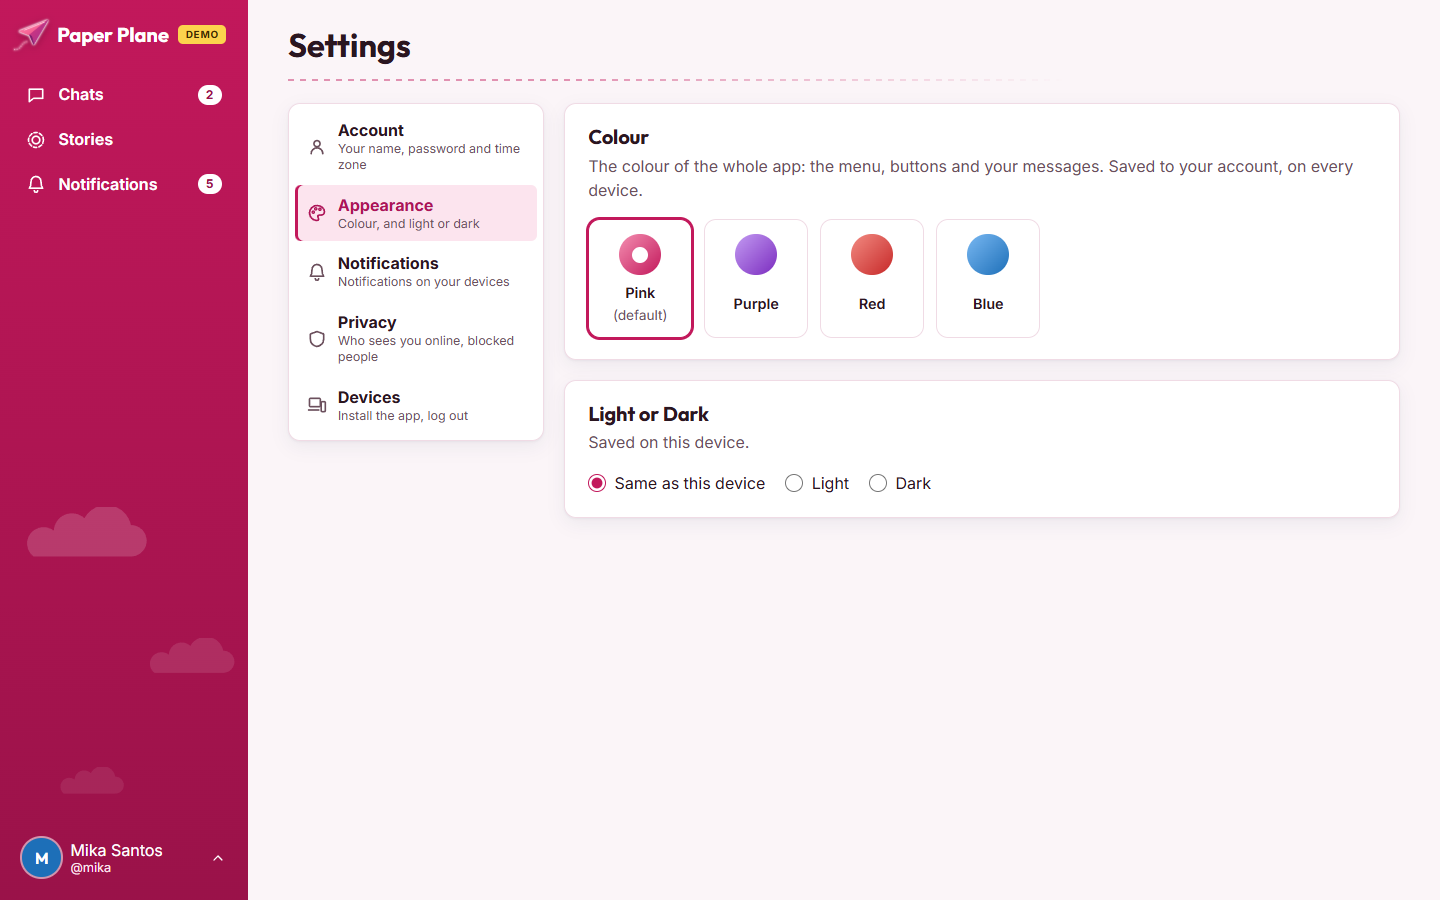 Paper Plane DEMO
Chats 2
Stories
Notifications 5
M
Mika Santos
@mika
Settings
Account
Your name, password and time
zone
Appearance
Colour, and light or dark
Notifications
Notifications on your devices
Privacy
Who sees you online, blocked
people
Devices
Install the app, log out
Colour
The colour of the whole app: the menu, buttons and your messages. Saved to your account, on every
device.
Pink
(default)
Purple
Red
Blue
Light or Dark
Saved on this device.
Same as this device Light Dark